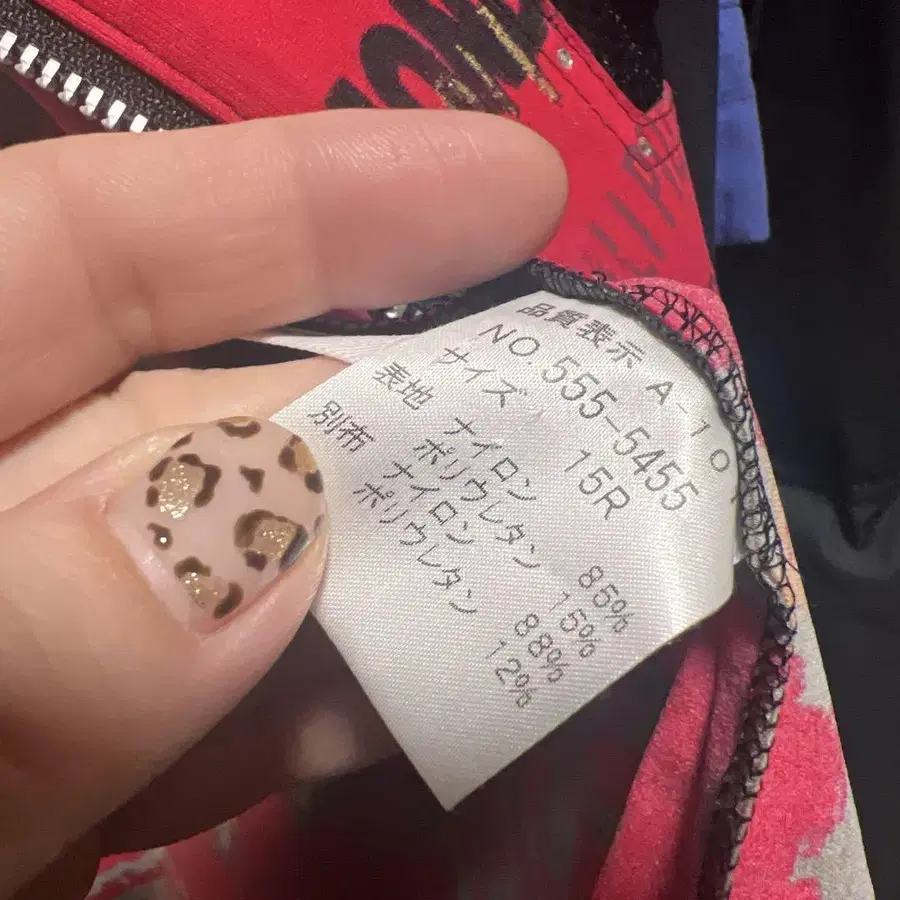 品質表示 A-10
NO.555-5455
サイズ 15R
表地 ナイロン 85%
ポリウレタン 15%
別布 ナイロン 88%
ポリウレタン 12%